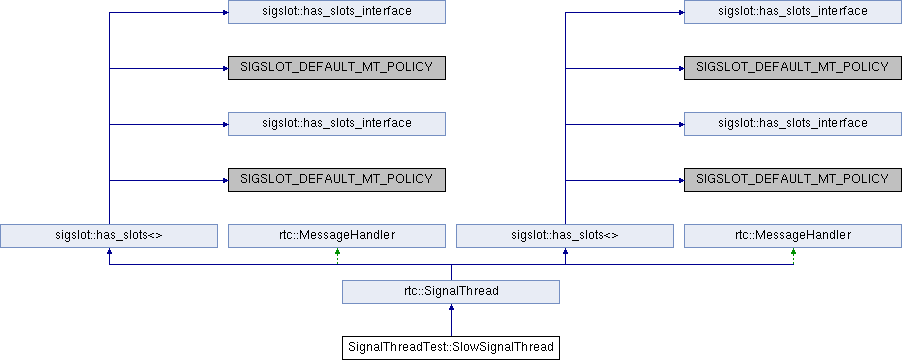 sigslot::has_slots_interface sigslot::has_slots_interface
SIGSLOT_DEFAULT_MT_POLICY SIGSLOT_DEFAULT_MT_POLICY
sigslot::has_slots_interface sigslot::has_slots_interface
SIGSLOT_DEFAULT_MT_POLICY SIGSLOT_DEFAULT_MT_POLICY
sigslot::has_slots<> rtc::MessageHandler sigslot::has_slots<> rtc::MessageHandler
rtc::SignalThread
SignalThreadTest::SlowSignalThread